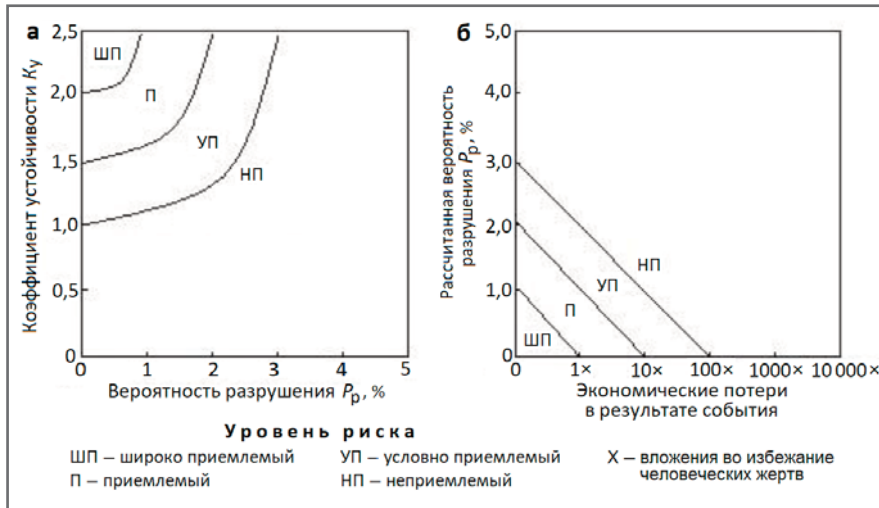 а
Коэффициент устойчивости Kу
2,5
2,0
1,5
1,0
0,5
0
ШП
П
УП
НП
0 1 2 3 4 5
Вероятность разрушения Pр, %
б
Рассчитанная вероятность
разрушения Pр, %
5,0
4,0
3,0
2,0
1,0
0
НП
УП
П
ШП
0 1× 10× 100× 1000× 10 000×
Экономические потери
в результате события
Уровень риска
ШП – широко приемлемый
П – приемлемый
УП – условно приемлемый
НП – неприемлемый
X – вложения во избежание
человеческих жертв